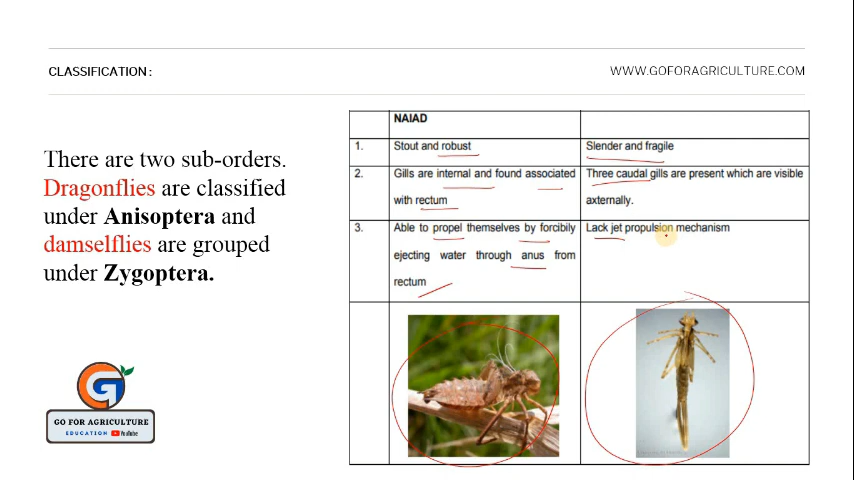 CLASSIFICATION :
WWW.GOFORAGRICULTURE.COM
There are two sub-orders.
Dragonflies are classified
under Anisoptera and
damselflies are grouped
under Zygoptera.
GO FOR AGRICULTURE
EDUCATION YouTube
NAIAD
1.
Stout and robust
Slender and fragile
2.
Gills are internal and found associated
with rectum
Three caudal gills are present which are visible
axternally.
3.
Able to propel themselves by forcibily
ejecting water through anus from
rectum
Lack jet propulsion mechanism